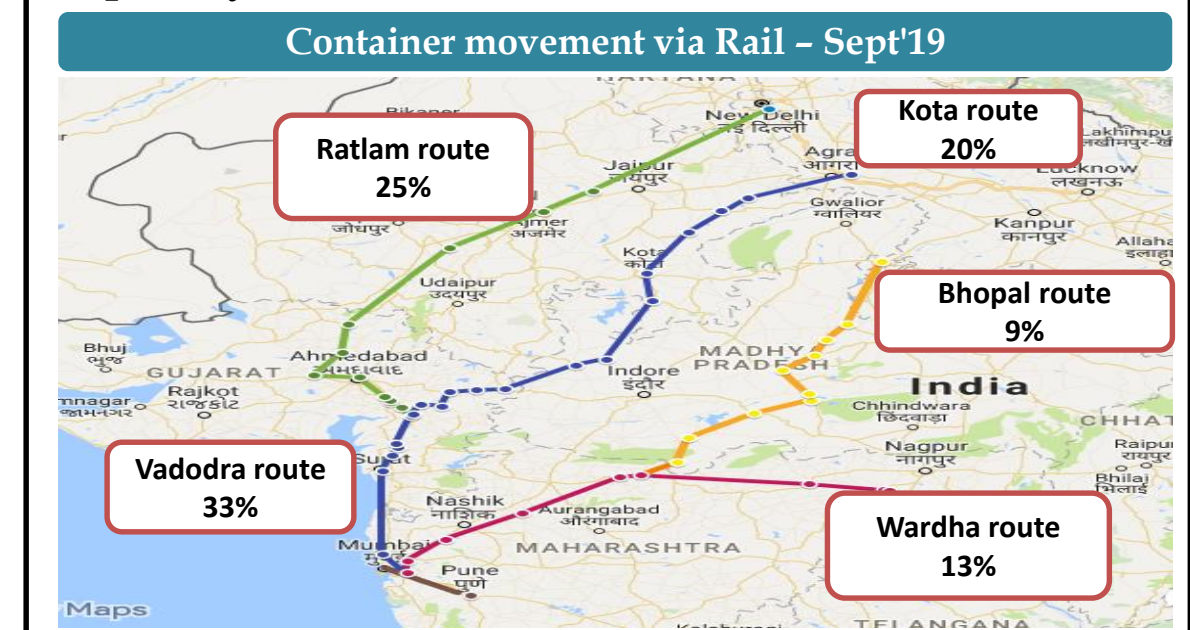 Container movement via Rail – Sept'19
HARYANA
New Delhi
नई दिल्ली
Kota route
20%
Ratlam route
25%
Jaipur
जयपुर
Agra
आगरा
Lucknow
लखनऊ
Gwalior
ग्वालियर
Kanpur
कानपुर
जोधपुर
अजमेर
Kota
कोटा
Udaipur
उदयपुर
Bhopal route
9%
Bhuj
ભુજ
GUJARAT
Ahmedabad
અમદાવાદ
Rajkot
રાજકોટ
Indore
इंदौर
MADHYA
PRADESH
India
Chhindwara
छिंदवाड़ा
Nagpur
नागपुर
Raipur
रायपुर
Bhilai
भिलाई
Vadodra route
33%
Surat
Nashik
नाशिक
Aurangabad
औरंगाबाद
Wardha route
13%
Mumbai
MAHARASHTRA
Pune
पुणे
Maps
TELANGANA